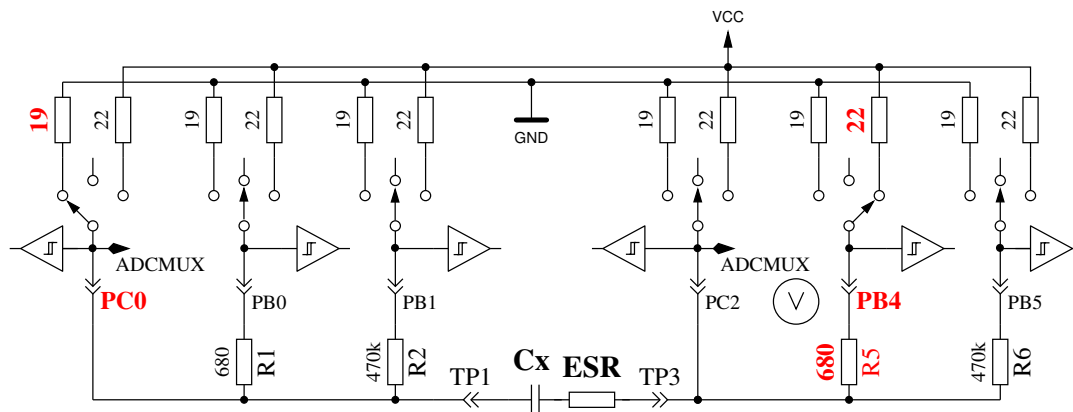 VCC
19
22
19
22
19
22
GND
19
22
19
22
19
22
ADCMUX
ADCMUX
PC0
PB0
PB1
PC2
V
PB4
PB5
680
R1
470k
R2
TP1
Cx
ESR
TP3
680
R5
470k
R6